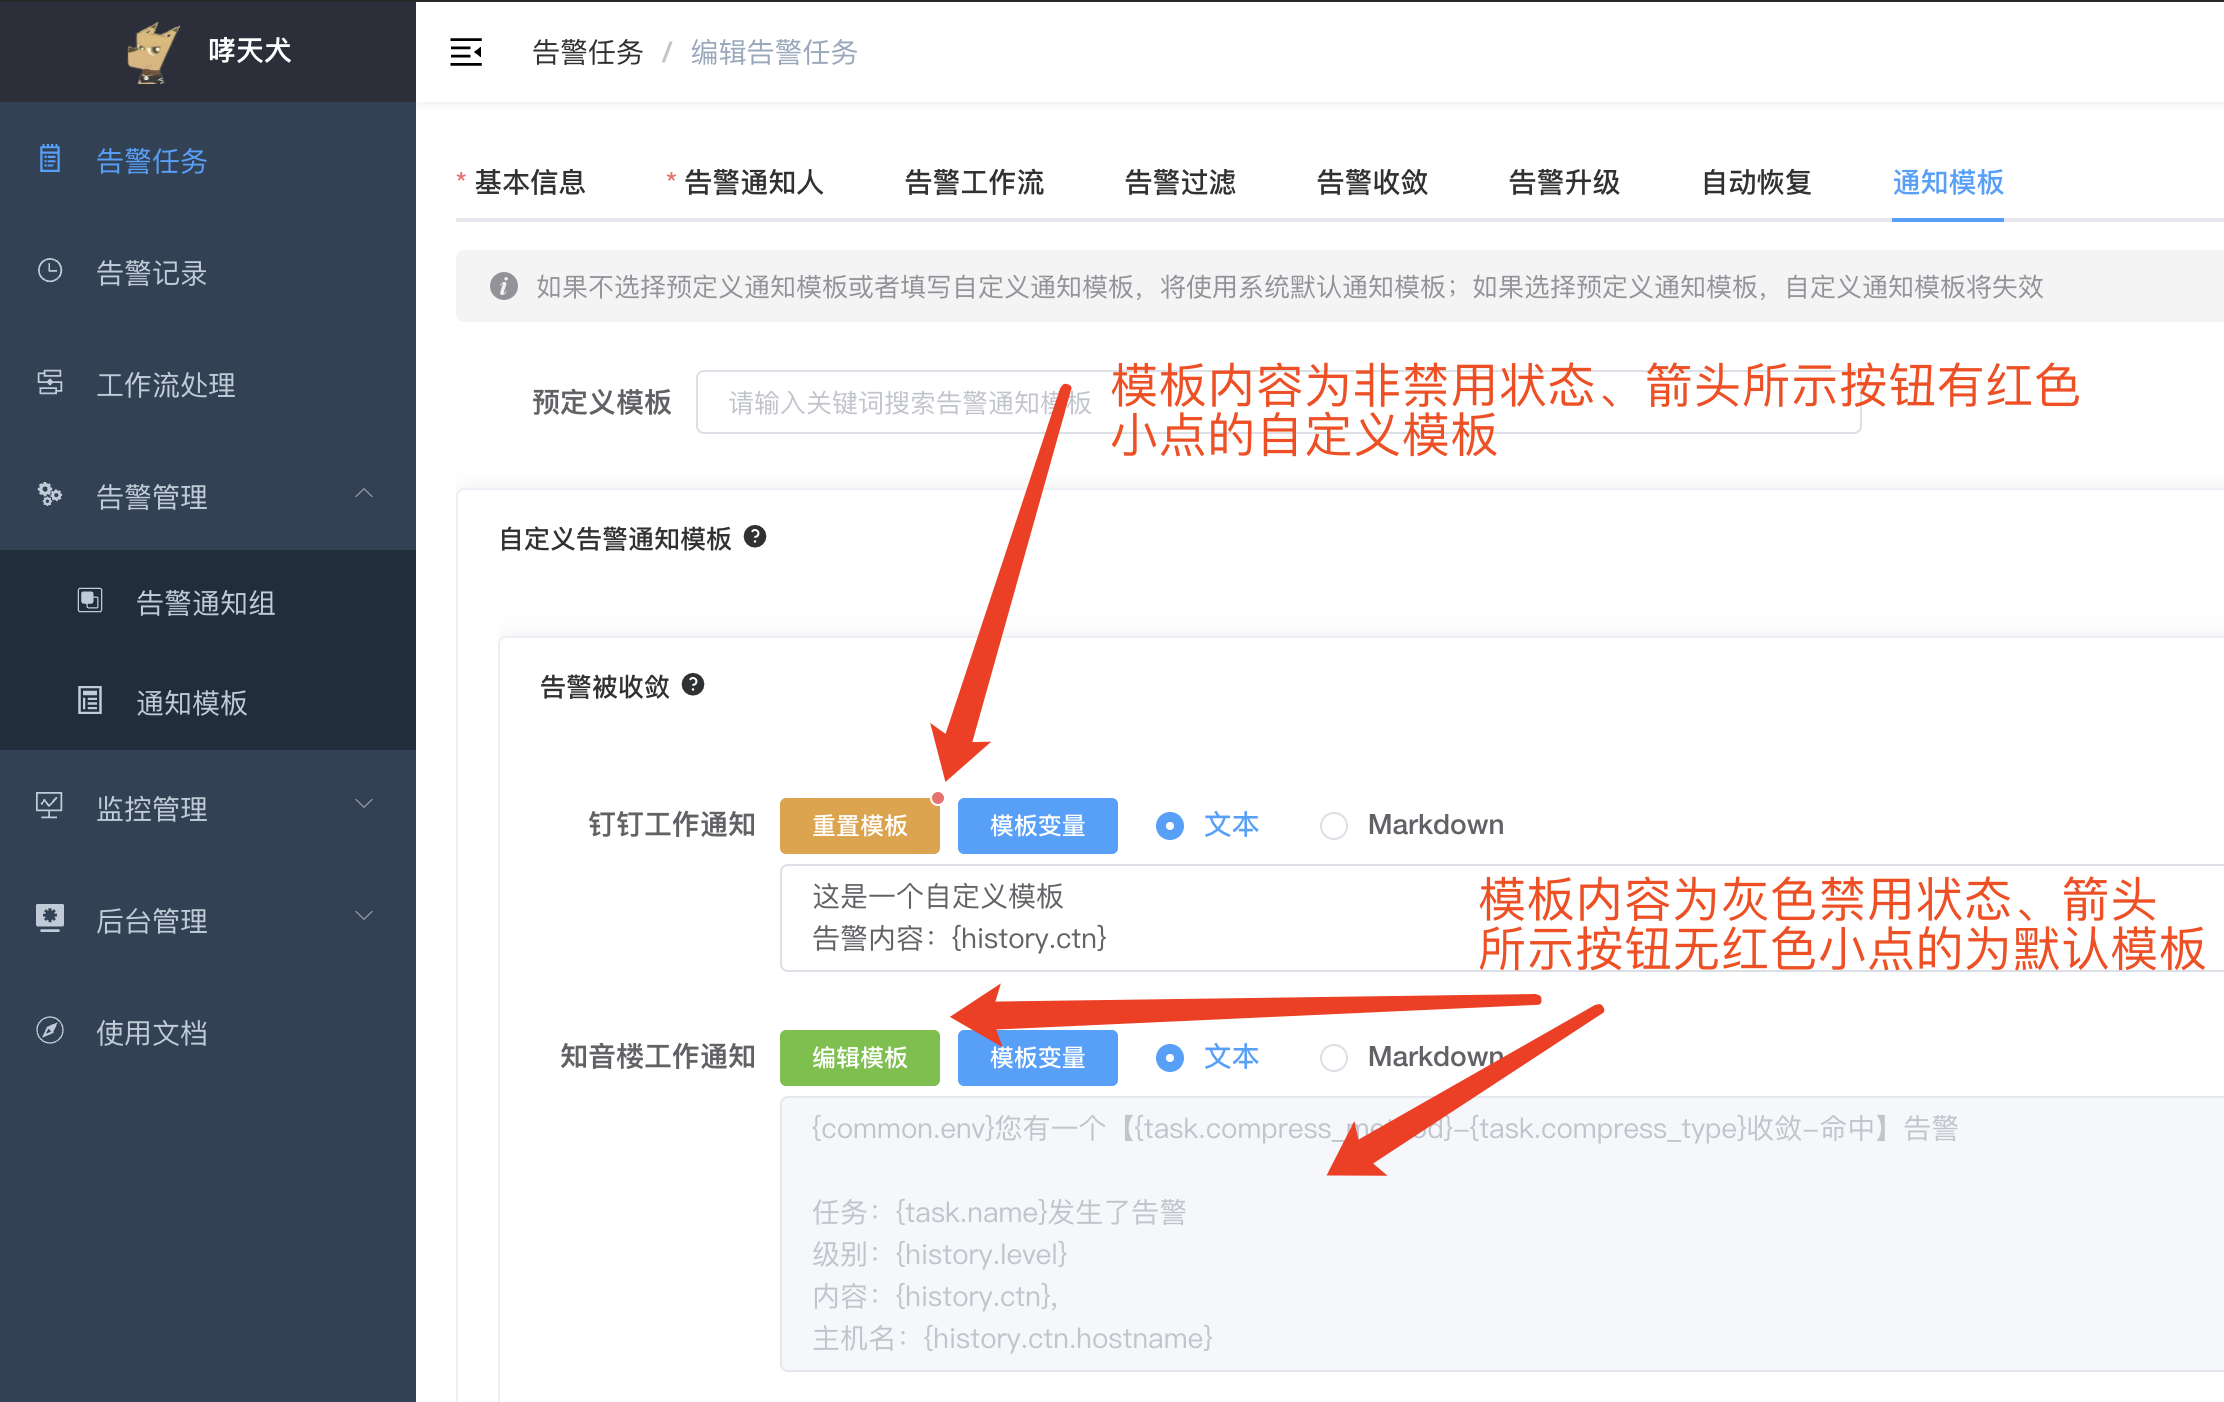 哮天犬
告警任务 / 编辑告警任务
告警任务
告警记录
工作流处理
告警管理
告警通知组
通知模板
监控管理
后台管理
使用文档
* 基本信息 * 告警通知人 告警工作流 告警过滤 告警收敛 告警升级 自动恢复 通知模板
如果不选择预定义通知模板或者填写自定义通知模板，将使用系统默认通知模板；如果选择预定义通知模板，自定义通知模板将失效
预定义模板 请输入关键词搜索告警通知模板
模板内容为非禁用状态、箭头所示按钮有红色
小点的自定义模板
自定义告警通知模板
告警被收敛
钉钉工作通知 重置模板 模板变量 文本 Markdown
这是一个自定义模板
告警内容：{history.ctn}
模板内容为灰色禁用状态、箭头
所示按钮无红色小点的为默认模板
知音楼工作通知 编辑模板 模板变量 文本 Markdown
{common.env}您有一个【{task.compress_method}-{task.compress_type}收敛-命中】告警
任务：{task.name}发生了告警
级别：{history.level}
内容：{history.ctn},
主机名：{history.ctn.hostname}